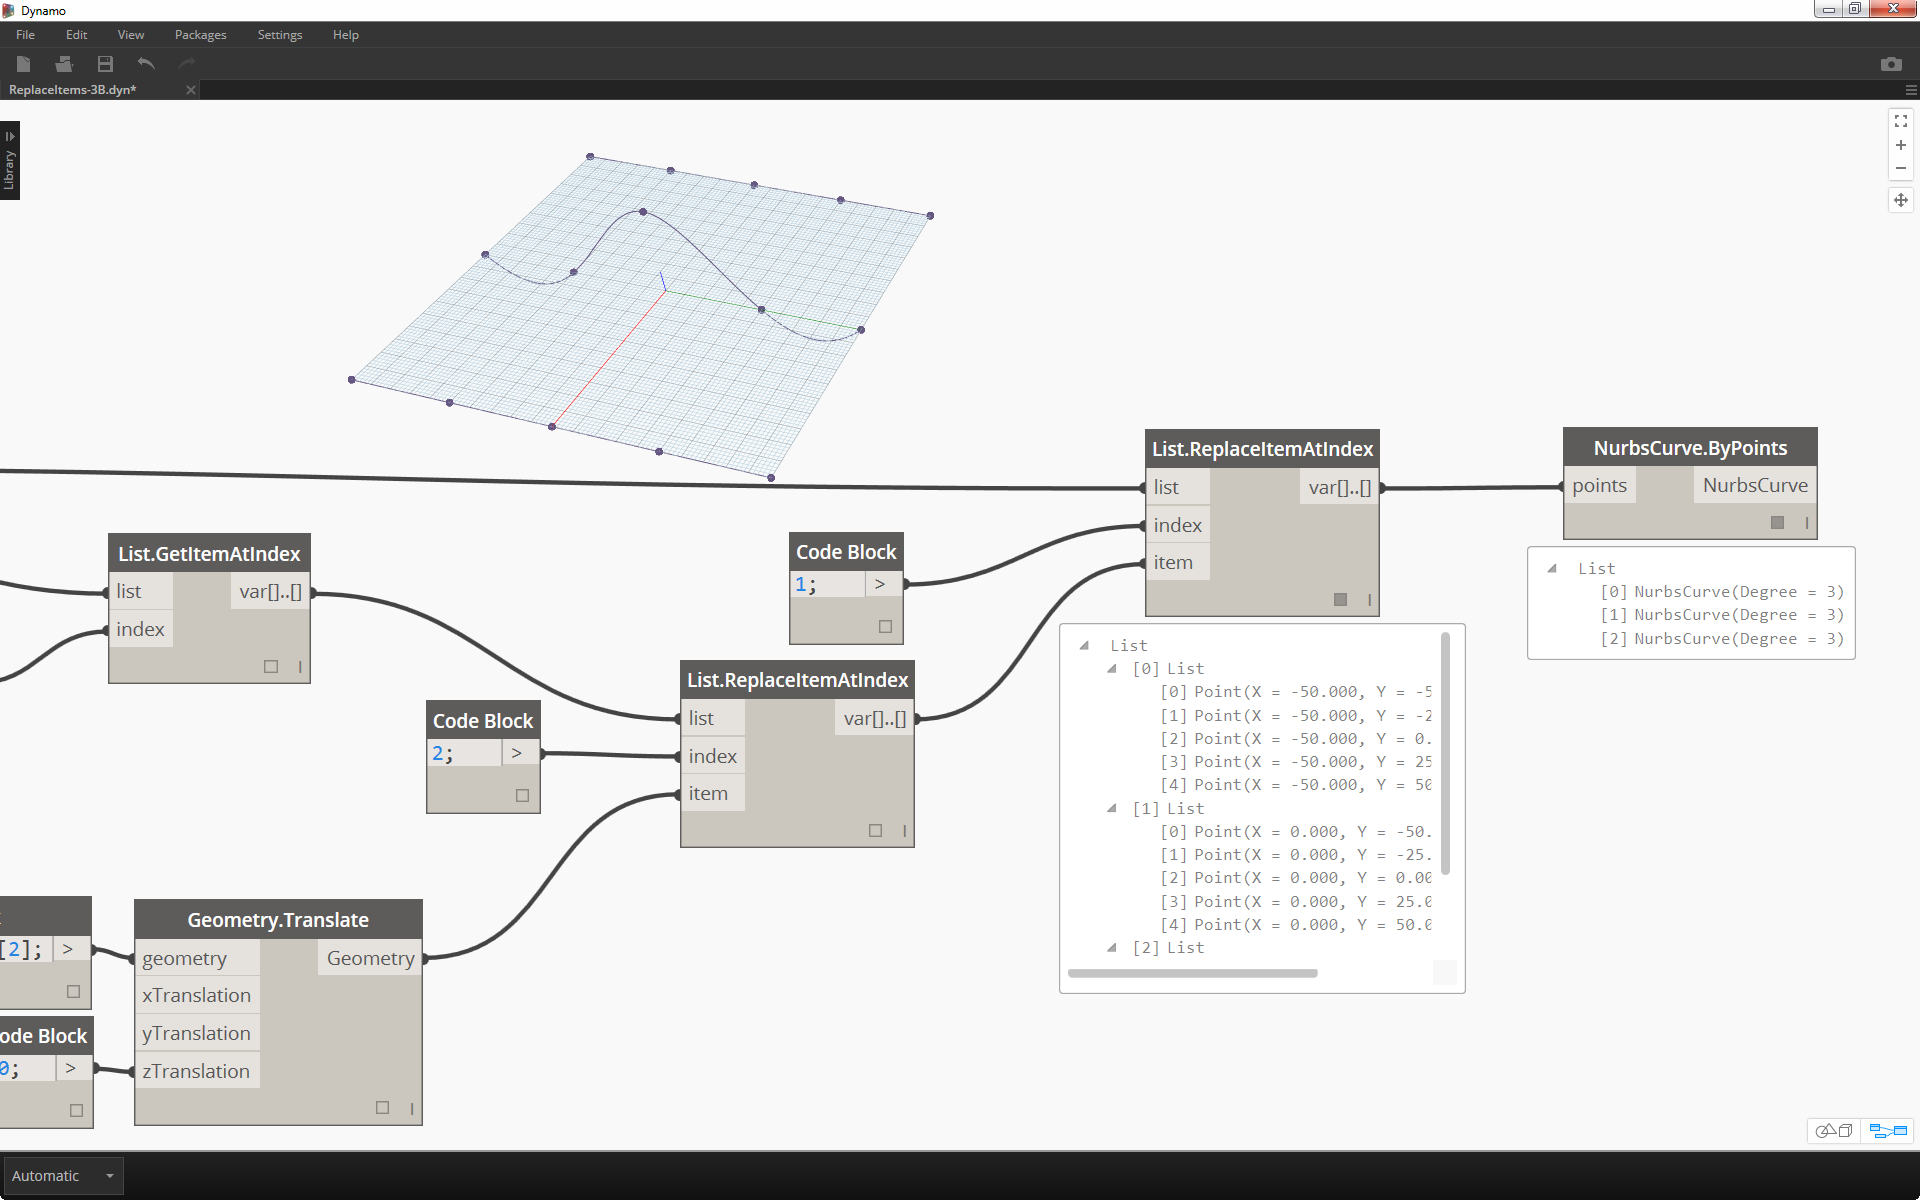 Dynamo
File Edit View Packages Settings Help
ReplaceItems-3B.dyn*
Library
List.ReplaceItemAtIndex
list var[]..[]
index
item
NurbsCurve.ByPoints
points NurbsCurve
List
[0] NurbsCurve(Degree = 3)
[1] NurbsCurve(Degree = 3)
[2] NurbsCurve(Degree = 3)
List.GetItemAtIndex
list var[]..[]
index
Code Block
1; >
List
[0] List
[0] Point(X = -50.000, Y = -5
[1] Point(X = -50.000, Y = -2
[2] Point(X = -50.000, Y = 0.
[3] Point(X = -50.000, Y = 25
[4] Point(X = -50.000, Y = 50
[1] List
[0] Point(X = 0.000, Y = -50.
[1] Point(X = 0.000, Y = -25.
[2] Point(X = 0.000, Y = 0.00
[3] Point(X = 0.000, Y = 25.0
[4] Point(X = 0.000, Y = 50.0
[2] List
List.ReplaceItemAtIndex
list var[]..[]
index
item
Code Block
2; >
[2]; >
Geometry.Translate
geometry Geometry
xTranslation
yTranslation
zTranslation
ode Block
0; >
Automatic